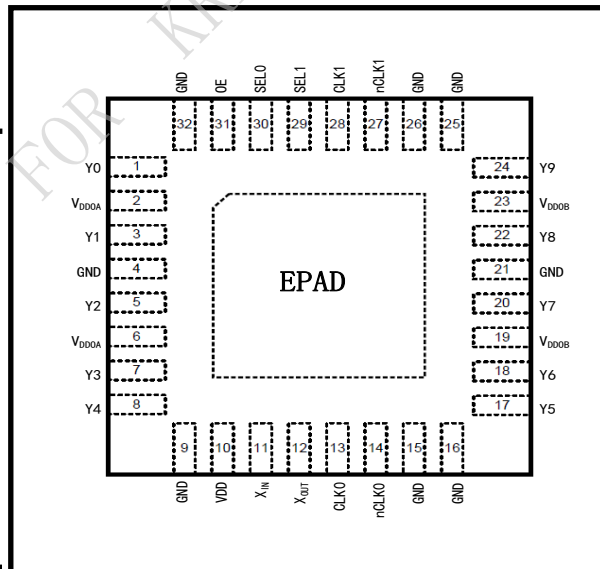 FOR KR
GND OE SEL0 SEL1 CLK1 nCLK1 GND GND
32 31 30 29 28 27 26 25
Y0 1 24 Y9
VDDOA 2 23 VDDOB
Y1 3 22 Y8
GND 4 21 GND
EPAD
Y2 5 20 Y7
VDDOA 6 19 VDDOB
Y3 7 18 Y6
Y4 8 17 Y5
9 10 11 12 13 14 15 16
GND VDD XIN XOUT CLK0 nCLK0 GND GND